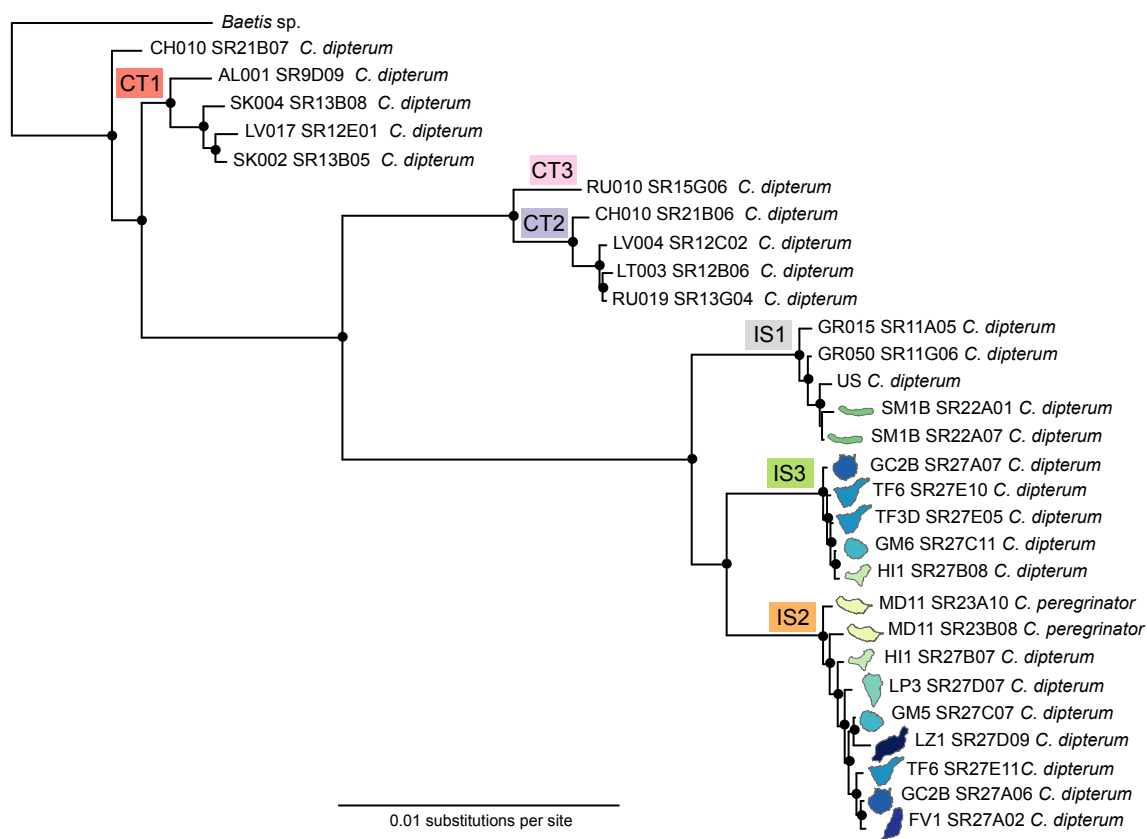 Baetis sp.
CH010 SR21B07 C. dipterum
CT1
AL001 SR9D09 C. dipterum
SK004 SR13B08 C. dipterum
LV017 SR12E01 C. dipterum
SK002 SR13B05 C. dipterum
CT3
RU010 SR15G06 C. dipterum
CT2
CH010 SR21B06 C. dipterum
LV004 SR12C02 C. dipterum
LT003 SR12B06 C. dipterum
RU019 SR13G04 C. dipterum
IS1
GR015 SR11A05 C. dipterum
GR050 SR11G06 C. dipterum
US C. dipterum
SM1B SR22A01 C. dipterum
SM1B SR22A07 C. dipterum
IS3
GC2B SR27A07 C. dipterum
TF6 SR27E10 C. dipterum
TF3D SR27E05 C. dipterum
GM6 SR27C11 C. dipterum
HI1 SR27B08 C. dipterum
IS2
MD11 SR23A10 C. peregrinator
MD11 SR23B08 C. peregrinator
HI1 SR27B07 C. dipterum
LP3 SR27D07 C. dipterum
GM5 SR27C07 C. dipterum
LZ1 SR27D09 C. dipterum
TF6 SR27E11C. dipterum
GC2B SR27A06 C. dipterum
FV1 SR27A02 C. dipterum
0.01 substitutions per site